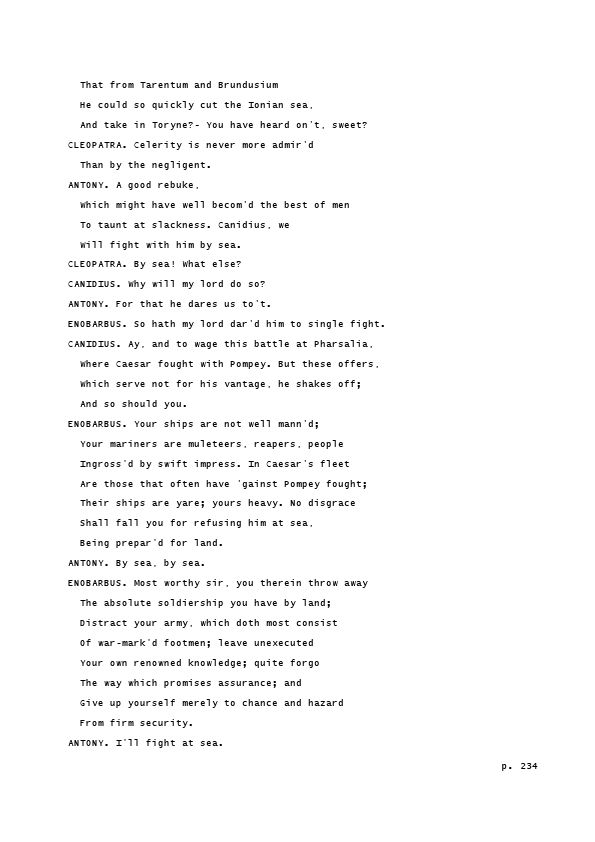 That from Tarentum and Brundusium
He could so quickly cut the Ionian sea,
And take in Toryne?- You have heard on't, sweet?
CLEOPATRA. Celerity is never more admir'd
Than by the negligent.
ANTONY. A good rebuke,
Which might have well becom'd the best of men
To taunt at slackness. Canidius, we
Will fight with him by sea.
CLEOPATRA. By sea! What else?
CANIDIUS. Why will my lord do so?
ANTONY. For that he dares us to't.
ENOBARBUS. So hath my lord dar'd him to single fight.
CANIDIUS. Ay, and to wage this battle at Pharsalia,
Where Caesar fought with Pompey. But these offers,
Which serve not for his vantage, he shakes off;
And so should you.
ENOBARBUS. Your ships are not well mann'd;
Your mariners are muleteers, reapers, people
Ingross'd by swift impress. In Caesar's fleet
Are those that often have 'gainst Pompey fought;
Their ships are yare; yours heavy. No disgrace
Shall fall you for refusing him at sea,
Being prepar'd for land.
ANTONY. By sea, by sea.
ENOBARBUS. Most worthy sir, you therein throw away
The absolute soldiership you have by land;
Distract your army, which doth most consist
Of war-mark'd footmen; leave unexecuted
Your own renowned knowledge; quite forgo
The way which promises assurance; and
Give up yourself merely to chance and hazard
From firm security.
ANTONY. I'll fight at sea.
p. 234